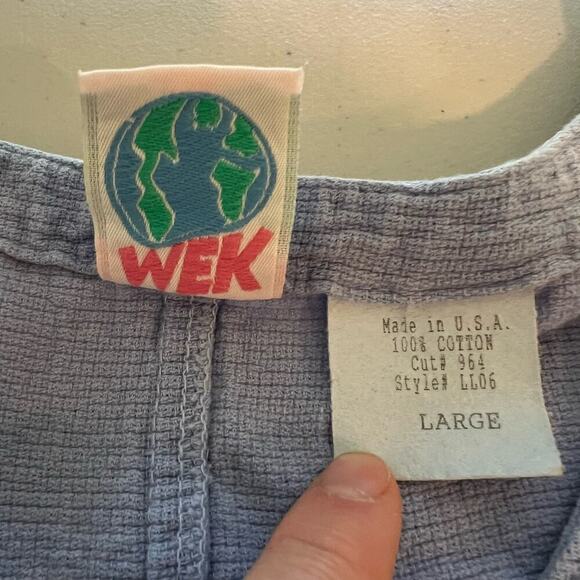 WEK
Made in U.S.A.
100% COTTON
Cut# 964
Style# LL06
LARGE